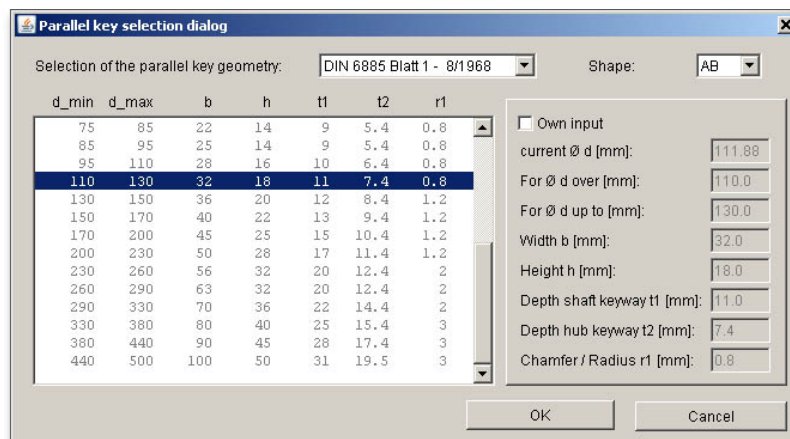 Parallel key selection dialog
Selection of the parallel key geometry: DIN 6885 Blatt 1 - 8/1968 Shape: AB
d_min d_max b h t1 t2 r1
75 85 22 14 9 5.4 0.8
85 95 25 14 9 5.4 0.8
95 110 28 16 10 6.4 0.8
110 130 32 18 11 7.4 0.8
130 150 36 20 12 8.4 1.2
150 170 40 22 13 9.4 1.2
170 200 45 25 15 10.4 1.2
200 230 50 28 17 11.4 1.2
230 260 56 32 20 12.4 2
260 290 63 32 20 12.4 2
290 330 70 36 22 14.4 2
330 380 80 40 25 15.4 3
380 440 90 45 28 17.4 3
440 500 100 50 31 19.5 3
Own input
current Ø d [mm]: 111.88
For Ø d over [mm]: 110.0
For Ø d up to [mm]: 130.0
Width b [mm]: 32.0
Height h [mm]: 18.0
Depth shaft keyway t1 [mm]: 11.0
Depth hub keyway t2 [mm]: 7.4
Chamfer / Radius r1 [mm]: 0.8
OK Cancel